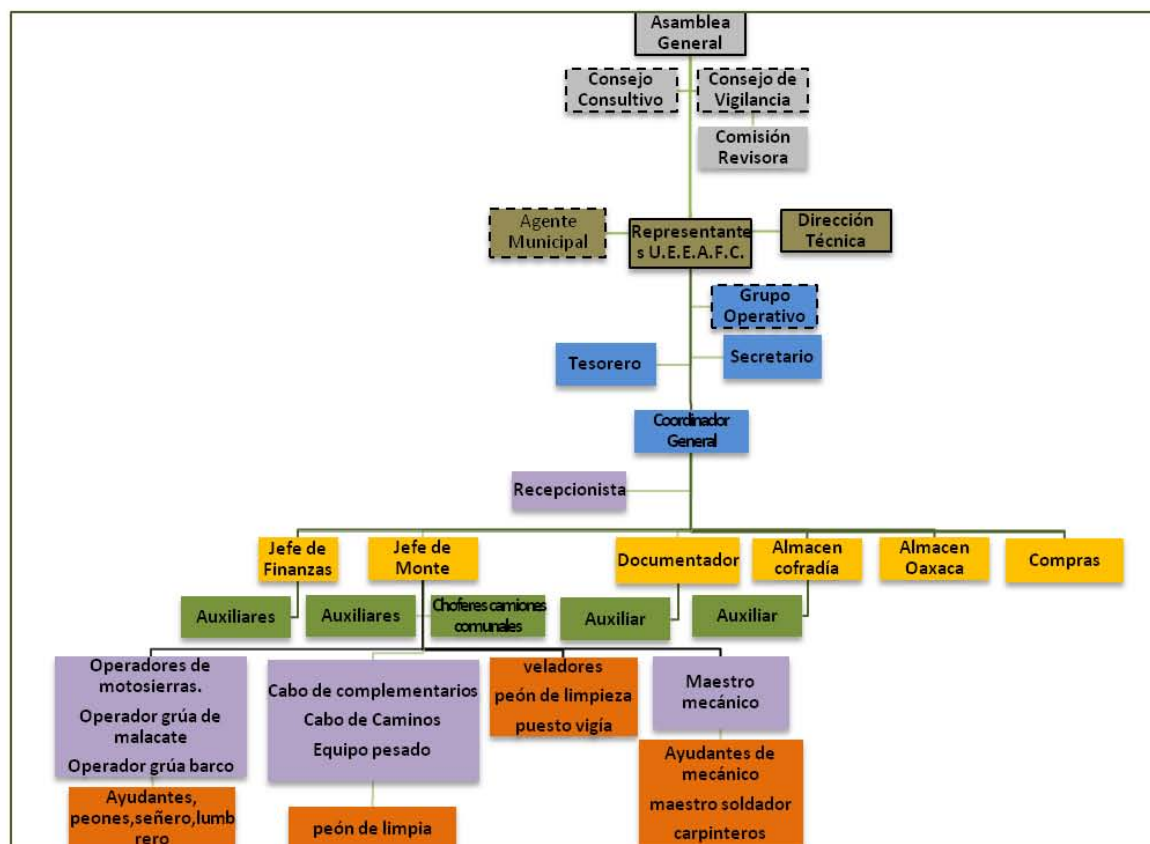 Asamblea
General
Consejo
Consultivo
Consejo de
Vigilancia
Comisión
Revisora
Agente
Municipal
Representante
s U.E.E.A.F.C.
Dirección
Técnica
Grupo
Operativo
Tesorero
Secretario
Coordinador
General
Recepcionista
Jefe de
Finanzas
Jefe de
Monte
Documentador
Almacen
cofradía
Almacen
Oaxaca
Compras
Auxiliares
Auxiliares
Choferes camiones
comunales
Auxiliar
Auxiliar
Operadores de
motosierras.
Operador grúa de
malacate
Operador grúa barco
Cabo de complementarios
Cabo de Caminos
Equipo pesado
veladores
peón de limpieza
puesto vigía
Maestro
mecánico
Ayudantes,
peones,señero,lumb
rero
peón de limpia
Ayudantes de
mecánico
maestro soldador
carpinteros